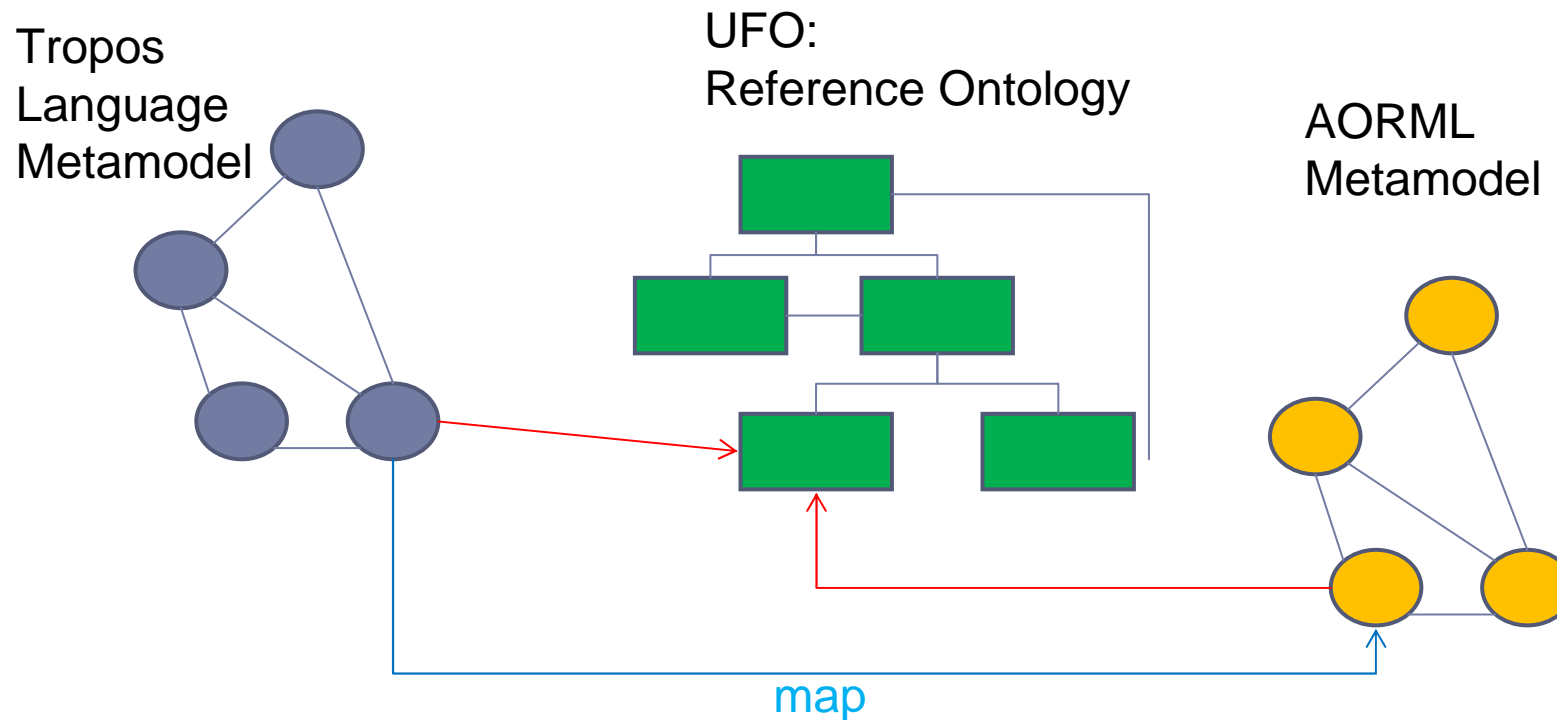 Tropos
Language
Metamodel
UFO:
Reference Ontology
AORML
Metamodel
map